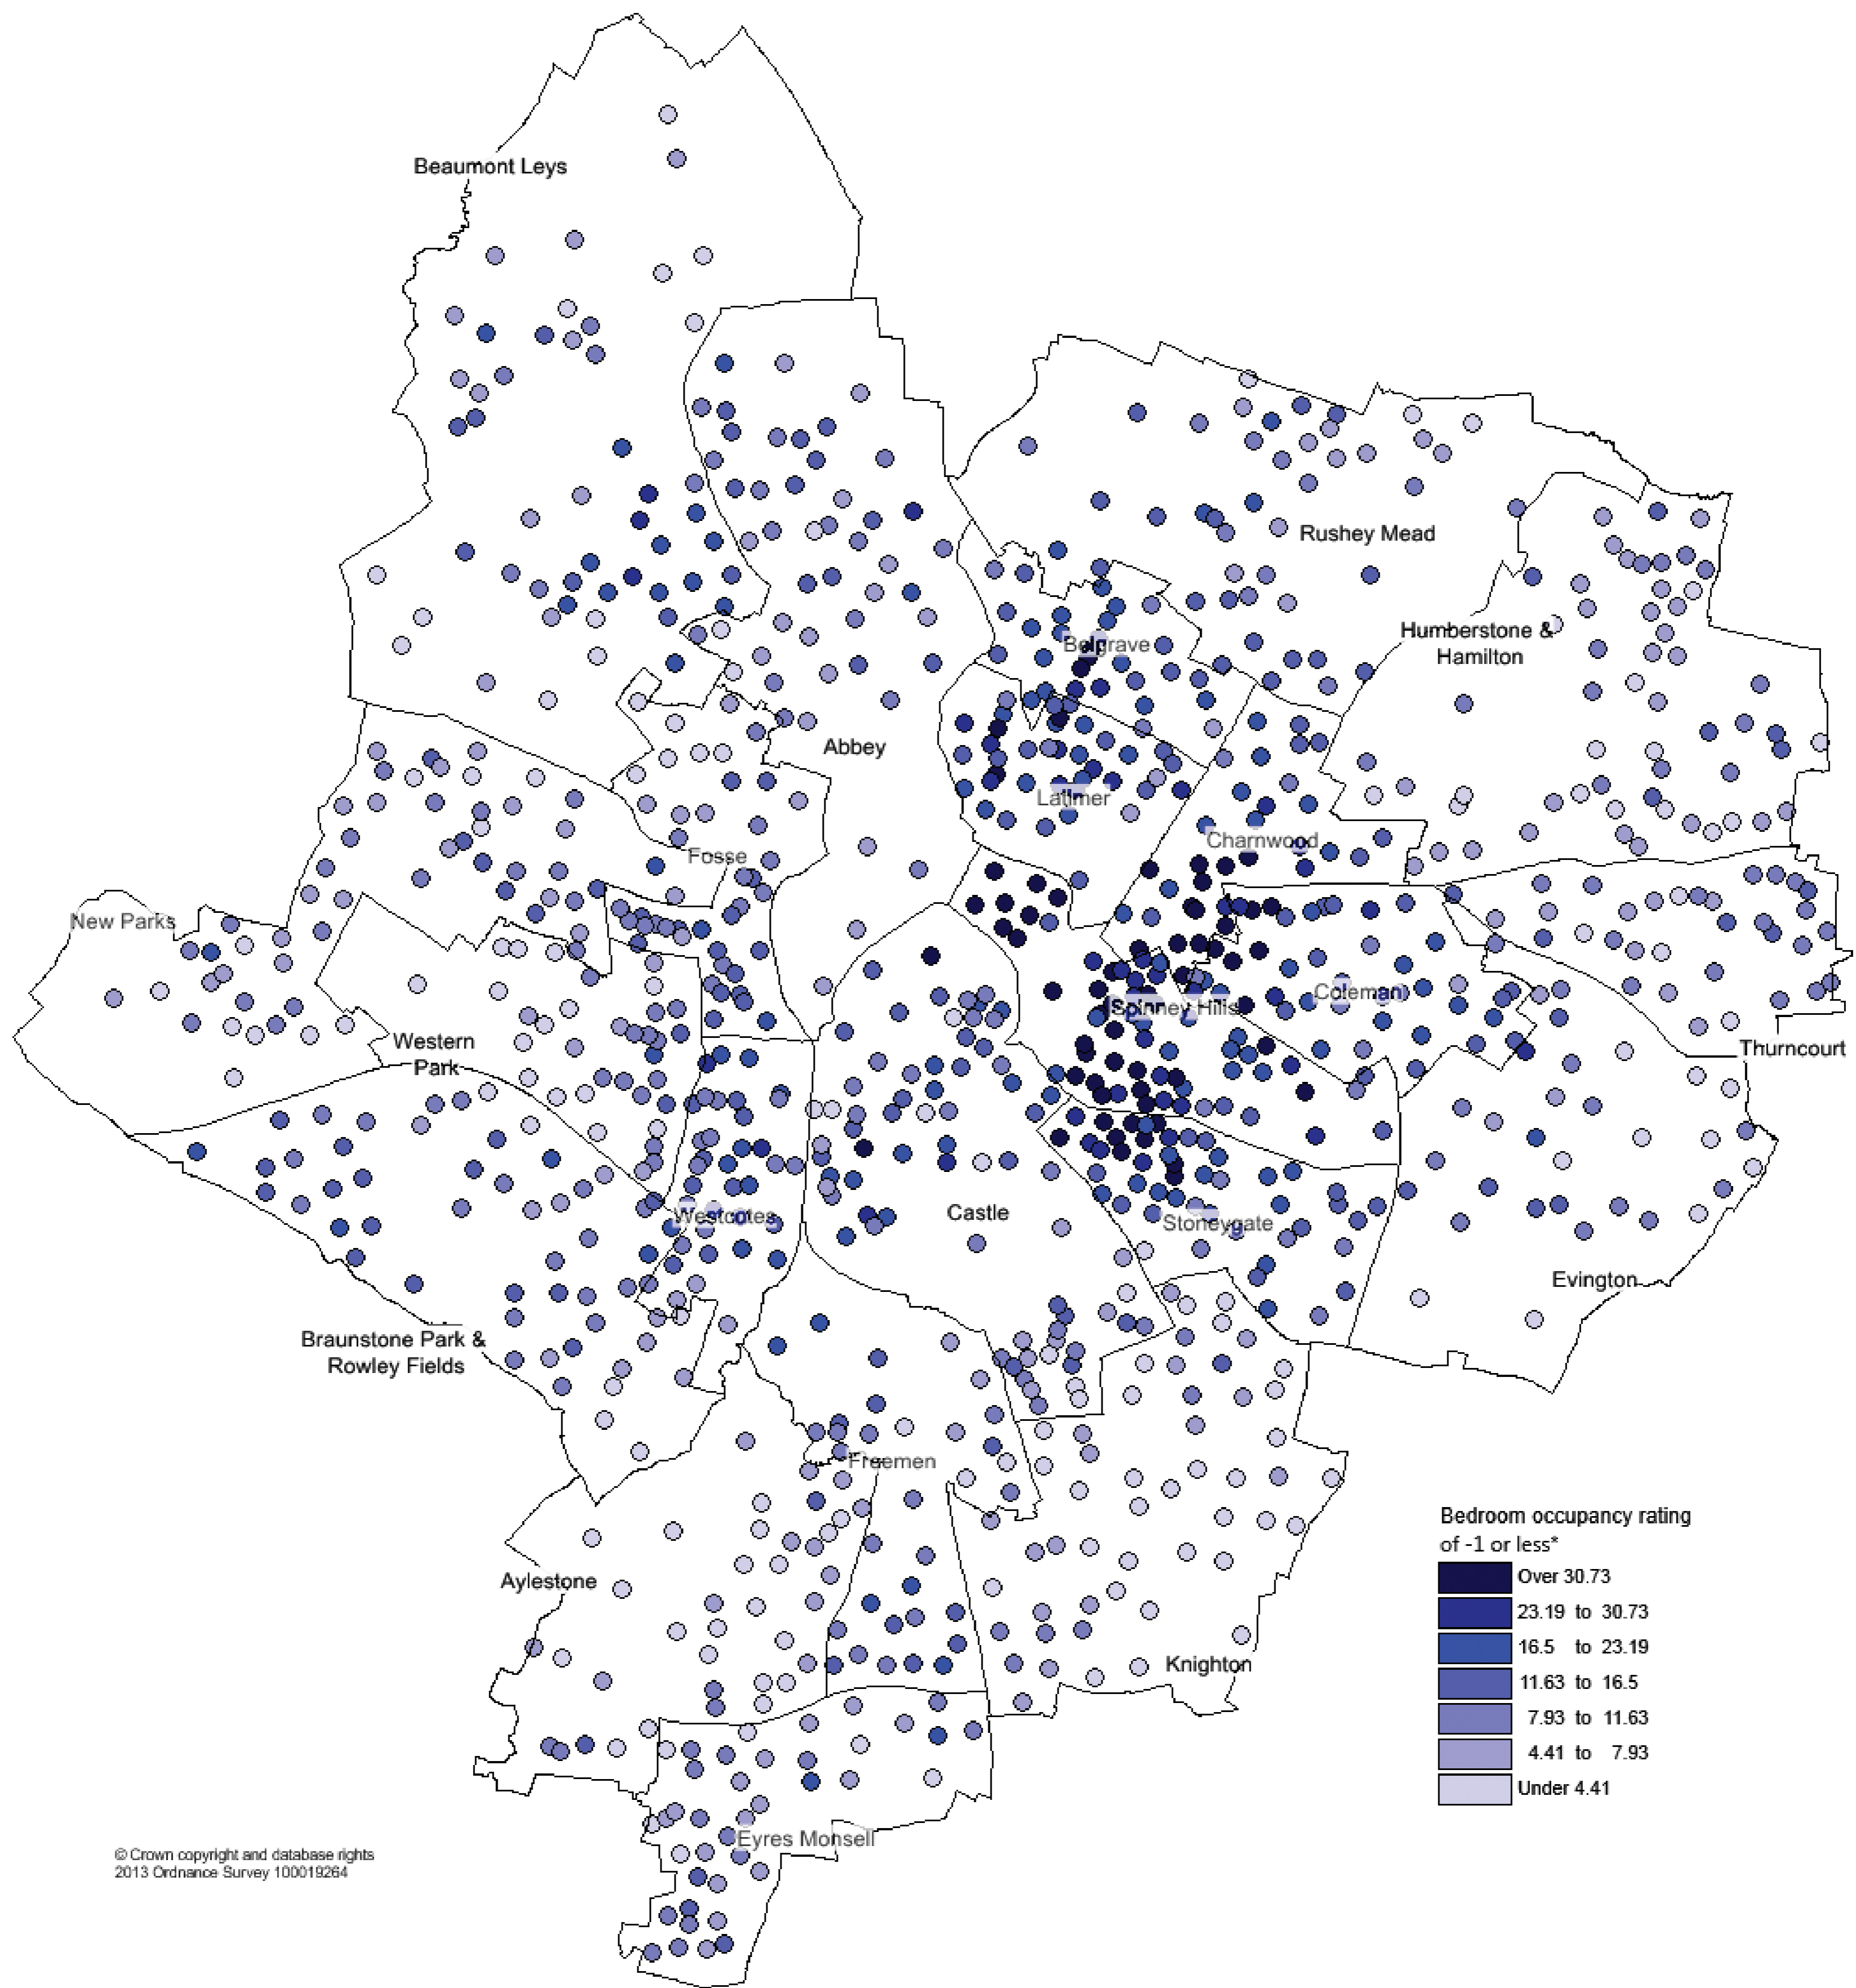 Beaumont Leys
Rushey Mead
Belgrave
Humberstone &
Hamilton
Abbey
Latimer
Charnwood
Fosse
New Parks
Coleman
Spinney Hills
Western
Park
Thurncourt
Westcotes
Castle
Stoneygate
Evington
Braunstone Park &
Rowley Fields
Freemen
Aylestone
Knighton
Eyres Monsell
Bedroom occupancy rating
of -1 or less*
Over 30.73
23.19 to 30.73
16.5 to 23.19
11.63 to 16.5
7.93 to 11.63
4.41 to 7.93
Under 4.41
© Crown copyright and database rights
2013 Ordnance Survey 100019264